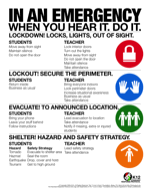 IN AN EMERGENCY
WHEN YOU HEAR IT. DO IT.
LOCKDOWN! LOCKS, LIGHTS, OUT OF SIGHT.
STUDENTS
Move away from sight
Maintain silence
Do not open the door
TEACHER
Lock interior doors
Turn out the lights
Move away from sight
Do not open the door
Maintain silence
Take attendance
LOCKOUT! SECURE THE PERIMETER.
STUDENTS
Return inside
Business as usual
TEACHER
Bring everyone indoors
Lock perimeter doors
Increase situational awareness
Business as usual
Take attendance
EVACUATE! TO ANNOUNCED LOCATION.
STUDENTS
Bring your phone
Leave your stuff behind
Follow instructions
TEACHER
Lead evacuation to location
Take attendance
Notify if missing, extra or injured
students
SHELTER! HAZARD AND SAFETY STRATEGY.
STUDENTS
Hazard
Safety Strategy
Tornado
Evacuate to shelter area
Hazmat
Seal the room
Earthquake
Drop, cover and hold
Tsunami
Get to high ground
TEACHER
Lead safety strategy
Take attendance